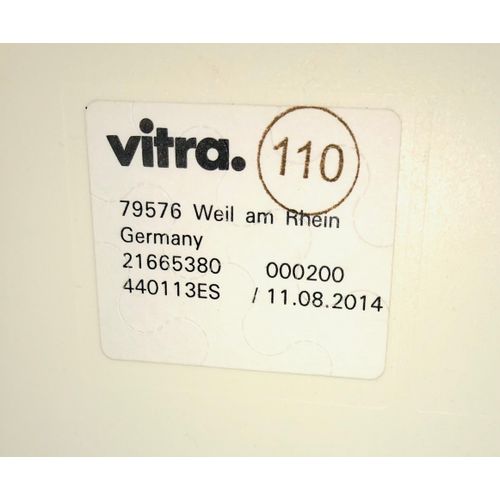 vitra. 110
79576 Weil am Rhein
Germany
21665380 000200
440113ES / 11.08.2014